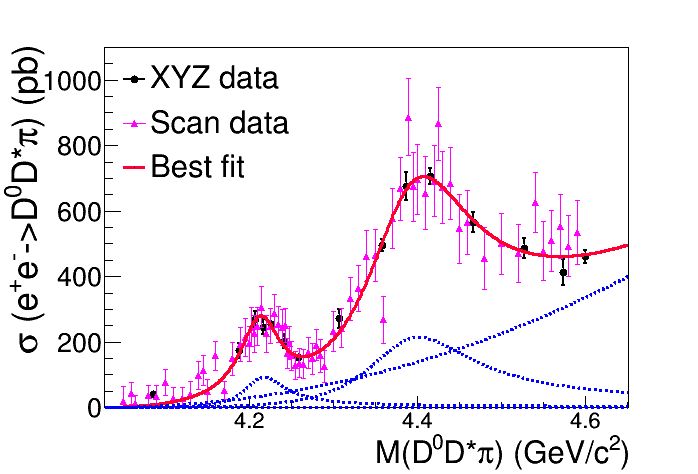 σ (e⁺e⁻->D⁰D*π) (pb)
1000
800
600
400
200
0
XYZ data
Scan data
Best fit
4.2
4.4
4.6
M(D⁰D*π) (GeV/c²)